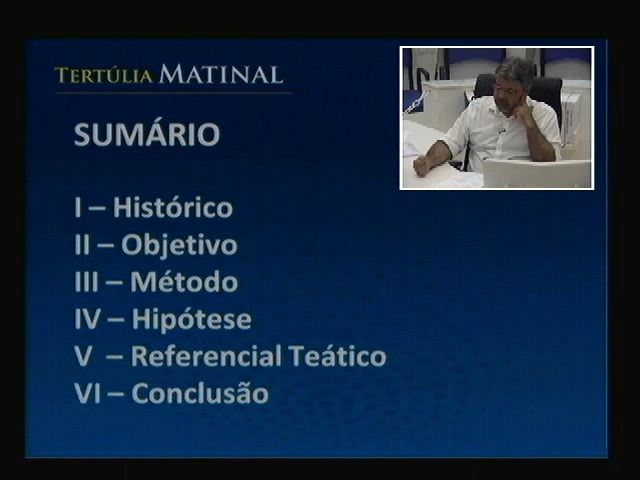 TERTÚLIA MATINAL
SUMÁRIO
I – Histórico
II – Objetivo
III – Método
IV – Hipótese
V – Referencial Teático
VI – Conclusão